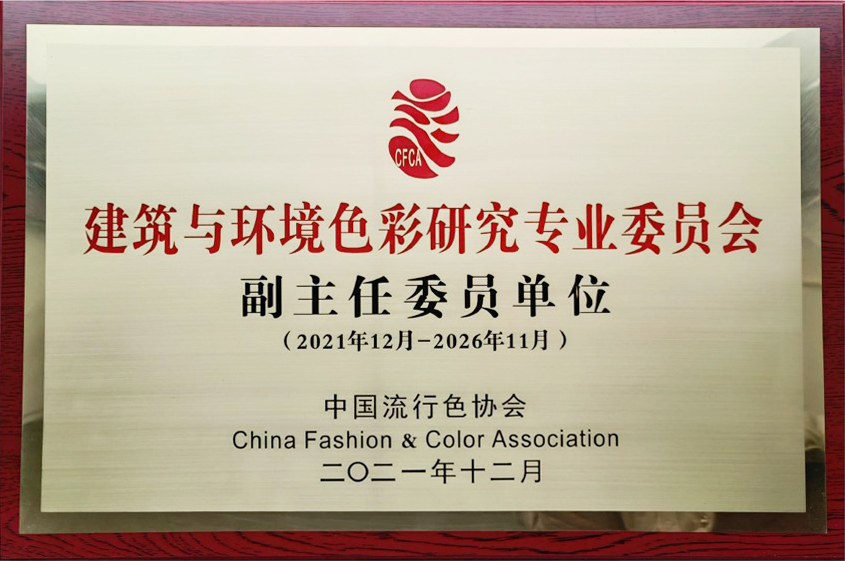 CFCA
建筑与环境色彩研究专业委员会
副主任委员单位
（2021年12月-2026年11月）
中国流行色协会
China Fashion & Color Association
二〇二一年十二月